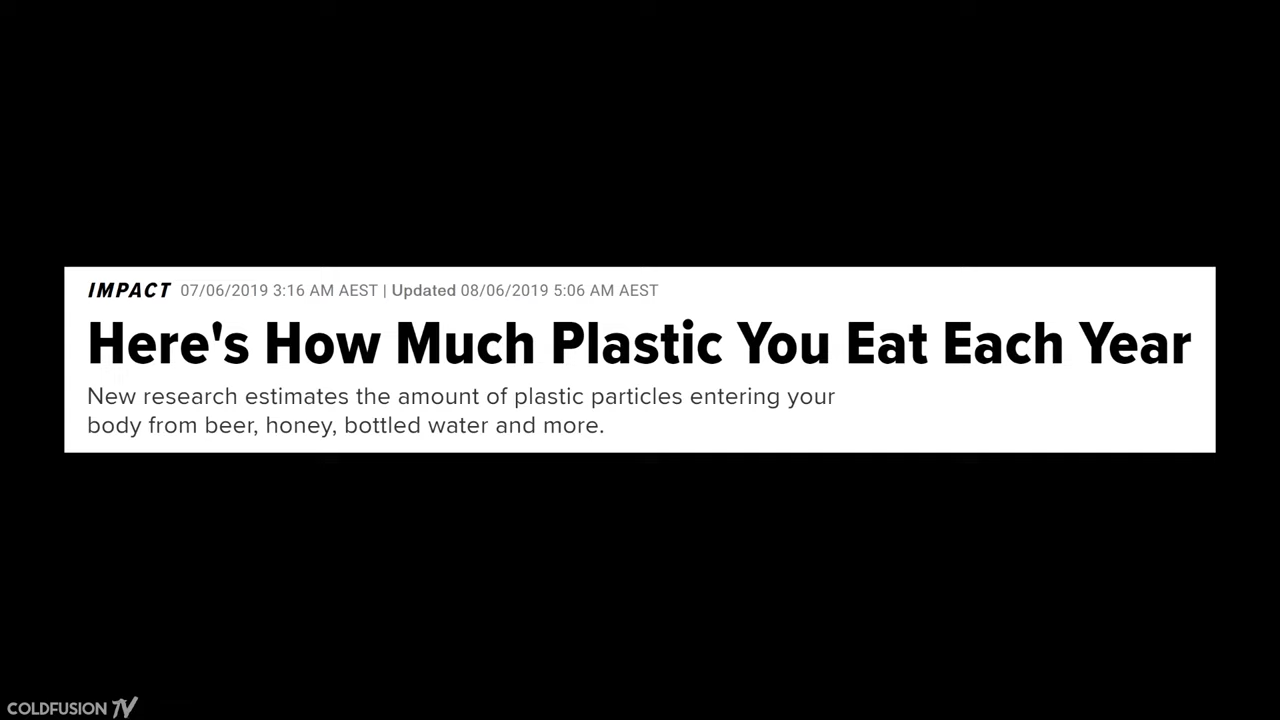 IMPACT 07/06/2019 3:16 AM AEST | Updated 08/06/2019 5:06 AM AEST
Here's How Much Plastic You Eat Each Year
New research estimates the amount of plastic particles entering your
body from beer, honey, bottled water and more.
COLDFUSION TV